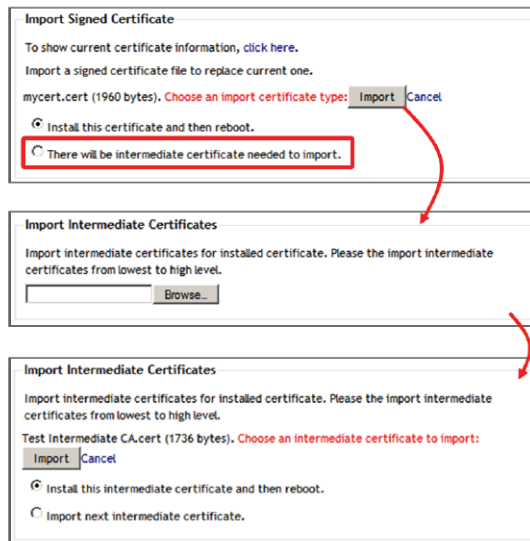 Import Signed Certificate
To show current certificate information, click here.
Import a signed certificate file to replace current one.
mycert.cert (1960 bytes). Choose an import certificate type: Import Cancel
Install this certificate and then reboot.
There will be intermediate certificate needed to import.
Import Intermediate Certificates
Import intermediate certificates for installed certificate. Please the import intermediate
certificates from lowest to high level.
Browse...
Import Intermediate Certificates
Import intermediate certificates for installed certificate. Please the import intermediate
certificates from lowest to high level.
Test Intermediate CA.cert (1736 bytes). Choose an intermediate certificate to import:
Import Cancel
Install this intermediate certificate and then reboot.
Import next intermediate certificate.